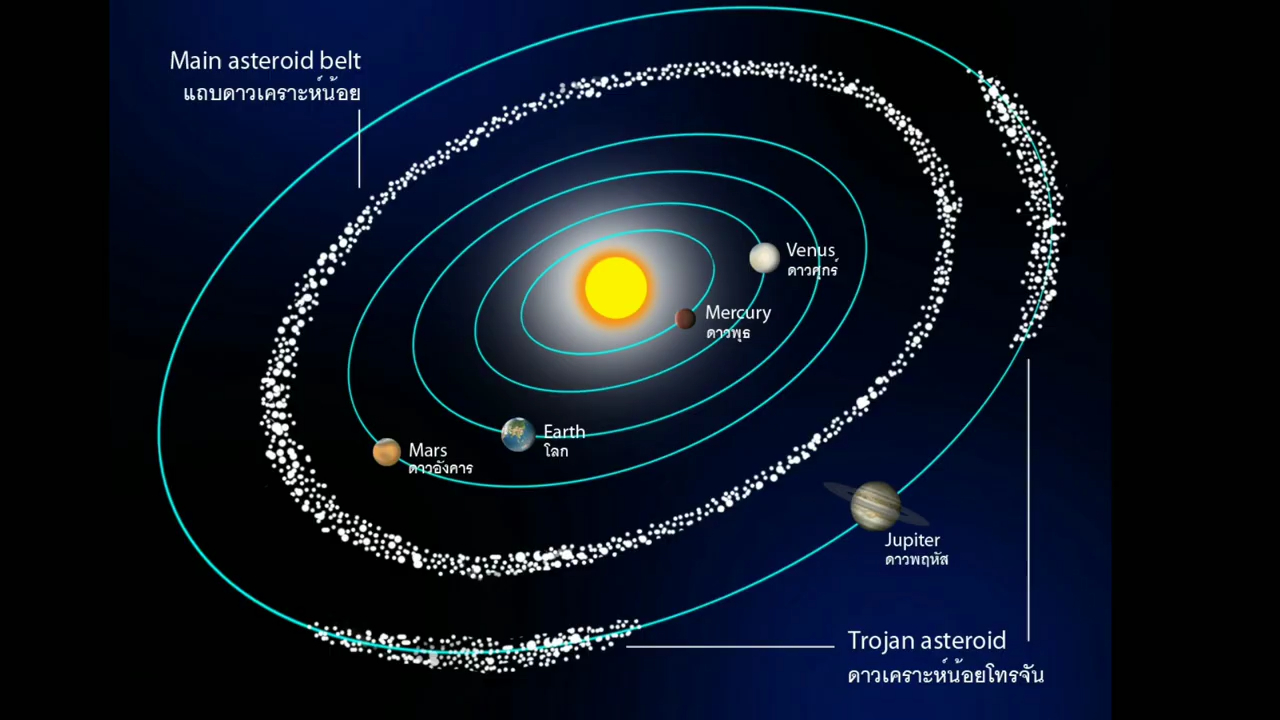 Main asteroid belt
แถบดาวเคราะห์น้อย
Venus
ดาวศุกร์
Mercury
ดาวพุธ
Earth
โลก
Mars
ดาวอังคาร
Jupiter
ดาวพฤหัส
Trojan asteroid
ดาวเคราะห์น้อยโทรจัน